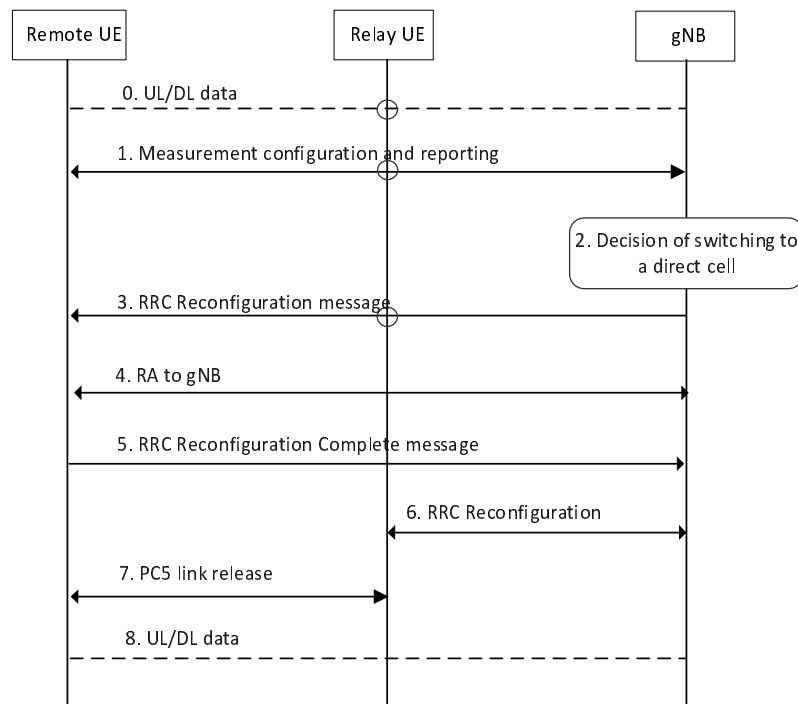 Remote UE
Relay UE
gNB
0. UL/DL data
1. Measurement configuration and reporting
2. Decision of switching to
a direct cell
3. RRC Reconfiguration message
4. RA to gNB
5. RRC Reconfiguration Complete message
6. RRC Reconfiguration
7. PC5 link release
8. UL/DL data